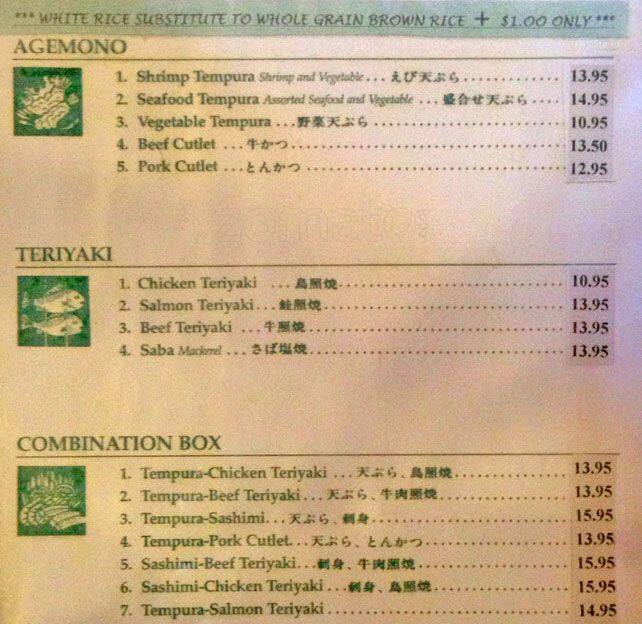 *** WHITE RICE SUBSTITUTE TO WHOLE GRAIN BROWN RICE + $1.00 ONLY ***
AGEMONO
1. Shrimp Tempura Shrimp and Vegetable... えび天ぷら 13.95
2. Seafood Tempura Assorted Seafood and Vegetable ... 盛合せ天ぷら 14.95
3. Vegetable Tempura ... 野菜天ぷら 10.95
4. Beef Cutlet ... 牛かつ 13.50
5. Pork Cutlet ... とんかつ 12.95
TERIYAKI
1. Chicken Teriyaki ... 鳥照焼 10.95
2. Salmon Teriyaki... 鮭照焼 13.95
3. Beef Teriyaki ... 牛照焼 13.95
4. Saba Mackerel ... さば塩焼 13.95
COMBINATION BOX
1. Tempura-Chicken Teriyaki ... 天ぷら、鳥照焼 13.95
2. Tempura-Beef Teriyaki... 天ぷら、牛肉照焼 13.95
3. Tempura-Sashimi... 天ぷら、刺身 15.95
4. Tempura-Pork Cutlet... 天ぷら、とんかつ 13.95
5. Sashimi-Beef Teriyaki... 刺身、牛肉照焼 15.95
6. Sashimi-Chicken Teriyaki ... 刺身、鳥照焼 15.95
7. Tempura-Salmon Teriyaki 14.95